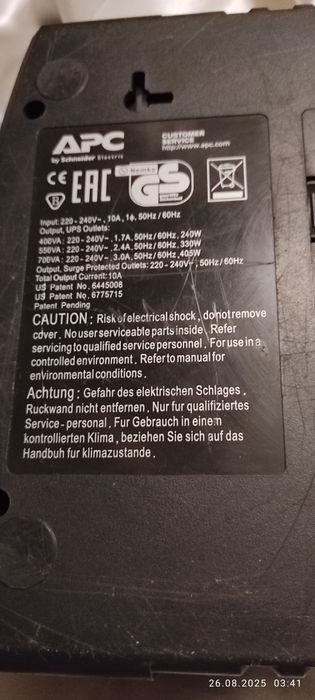 APC
by Schneider Electric
CUSTOMER
SERVICE
http://www.apc.com
CE
EAC
Nemko
GS
Input: 220 - 240V~, 10A, 1ϕ, 50Hz / 60Hz
Output, UPS Outlets:
400VA: 220 - 240V~, 1.7A, 50Hz / 60Hz, 240W
550VA: 220 - 240V~, 2.4A, 50Hz / 60Hz, 330W
700VA: 220 - 240V~, 3.0A, 50Hz / 60Hz, 405W
Output, Surge Protected Outlets: 220 - 240V~, 50Hz / 60Hz
Total Output Current: 10A
US Patent No. 6445008
US Patent No. 6775715
Patent Pending
CAUTION : Risk of electrical shock, do not remove
cover. No user serviceable parts inside. Refer
servicing to qualified service personnel. For use in a
controlled environment. Refer to manual for
environmental conditions.
Achtung : Gefahr des elektrischen Schlages.
Ruckwand nicht entfernen. Nur fur qualifiziertes
Service - personal. Fur Gebrauch in einem
kontrollierten Klima, beziehen Sie sich auf das
Handbuh fur klimazustande.
26.08.2025 03:41